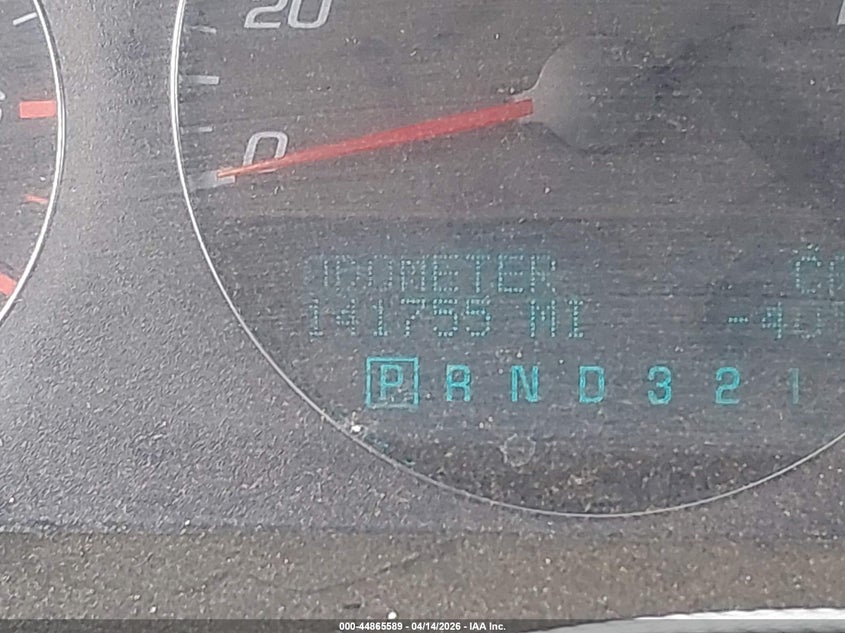 20
0
ODOMETER
141755 MI
P R N D 3 2 1
000-44865589 - 04/14/2026 - IAA Inc.